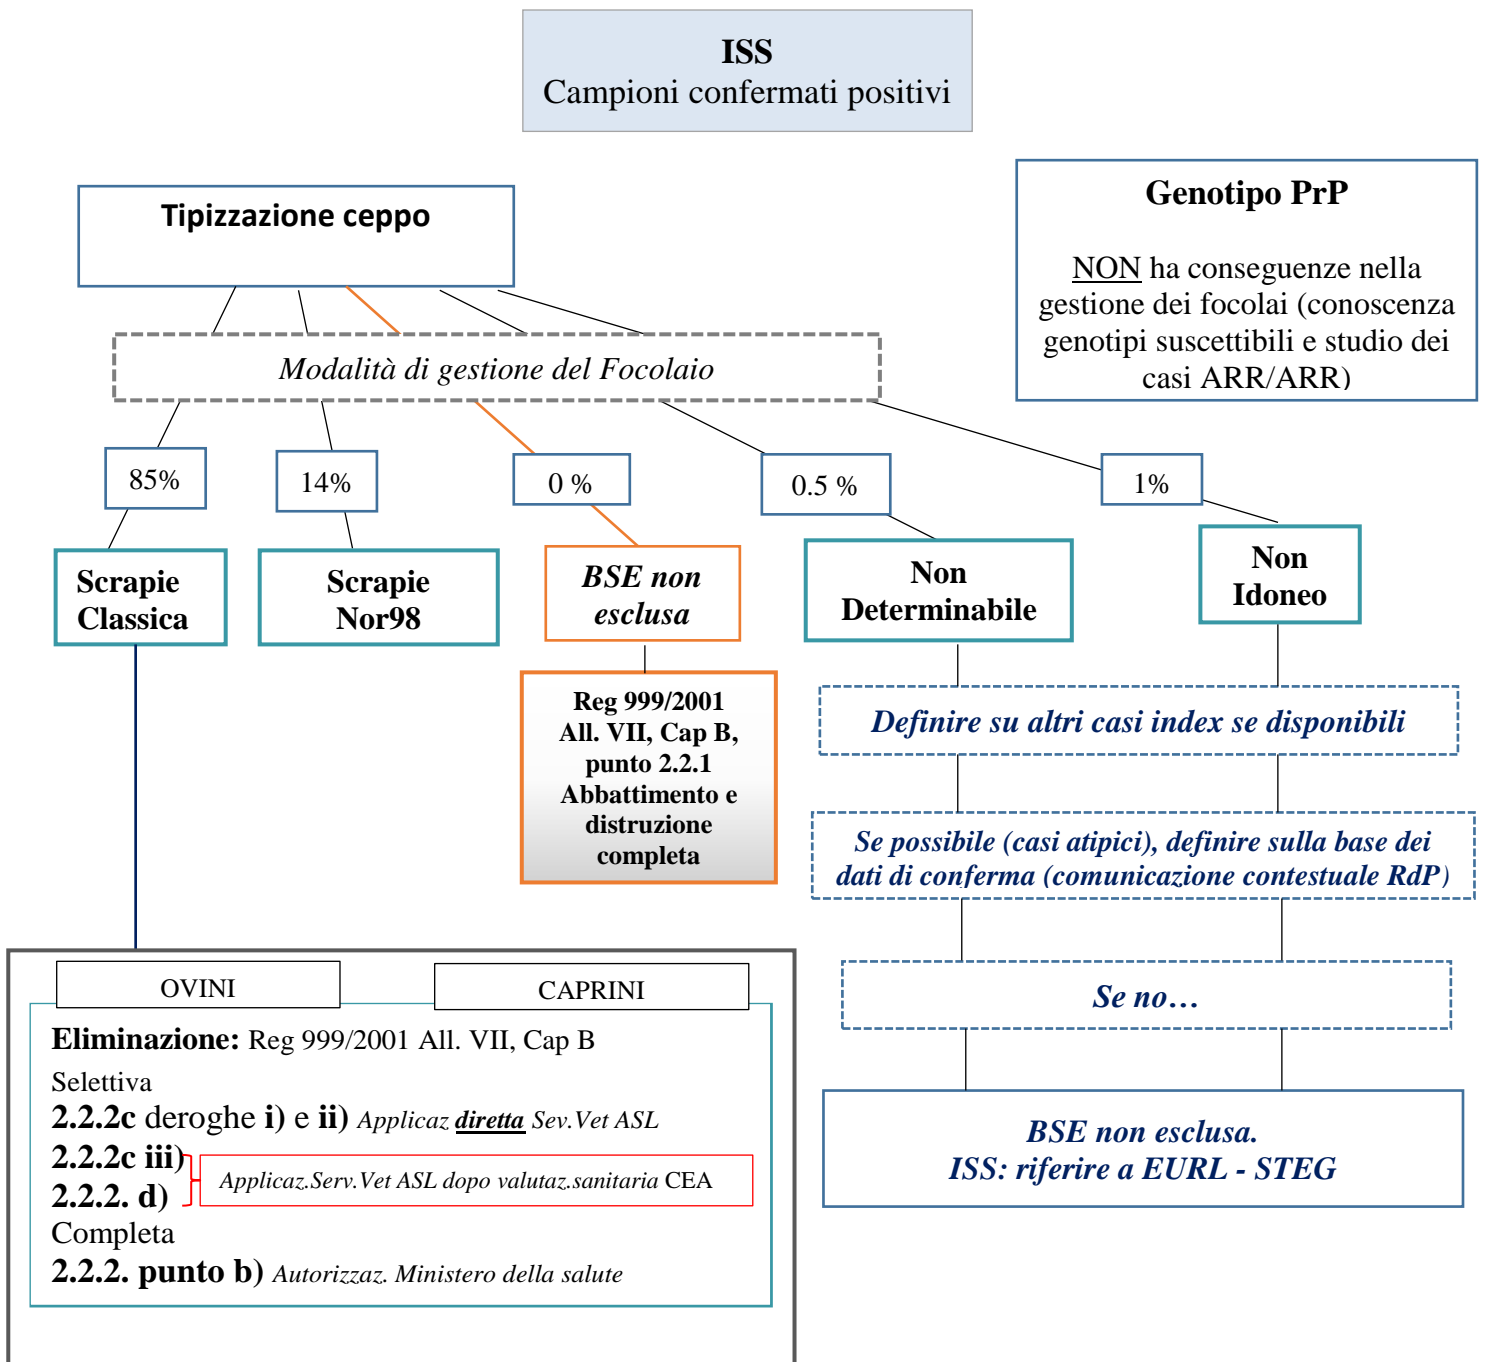 ISS
Campioni confermati positivi
Tipizzazione ceppo
Genotipo PrP
NON ha conseguenze nella
gestione dei focolai (conoscenza
genotipi suscettibili e studio dei
casi ARR/ARR)
Modalità di gestione del Focolaio
85%
14%
0 %
0.5 %
1%
Scrapie
Classica
Scrapie
Nor98
BSE non
esclusa
Non
Determinabile
Non
Idoneo
Reg 999/2001
All. VII, Cap B,
punto 2.2.1
Abbattimento e
distruzione
completa
Definire su altri casi index se disponibili
Se possibile (casi atipici), definire sulla base dei
dati di conferma (comunicazione contestuale RdP)
Se no…
BSE non esclusa.
ISS: riferire a EURL - STEG
OVINI
CAPRINI
Eliminazione: Reg 999/2001 All. VII, Cap B
Selettiva
2.2.2c deroghe i) e ii) Applicaz diretta Sev.Vet ASL
2.2.2c iii)
Applicaz.Serv.Vet ASL dopo valutaz.sanitaria CEA
2.2.2. d)
Completa
2.2.2. punto b) Autorizzaz. Ministero della salute